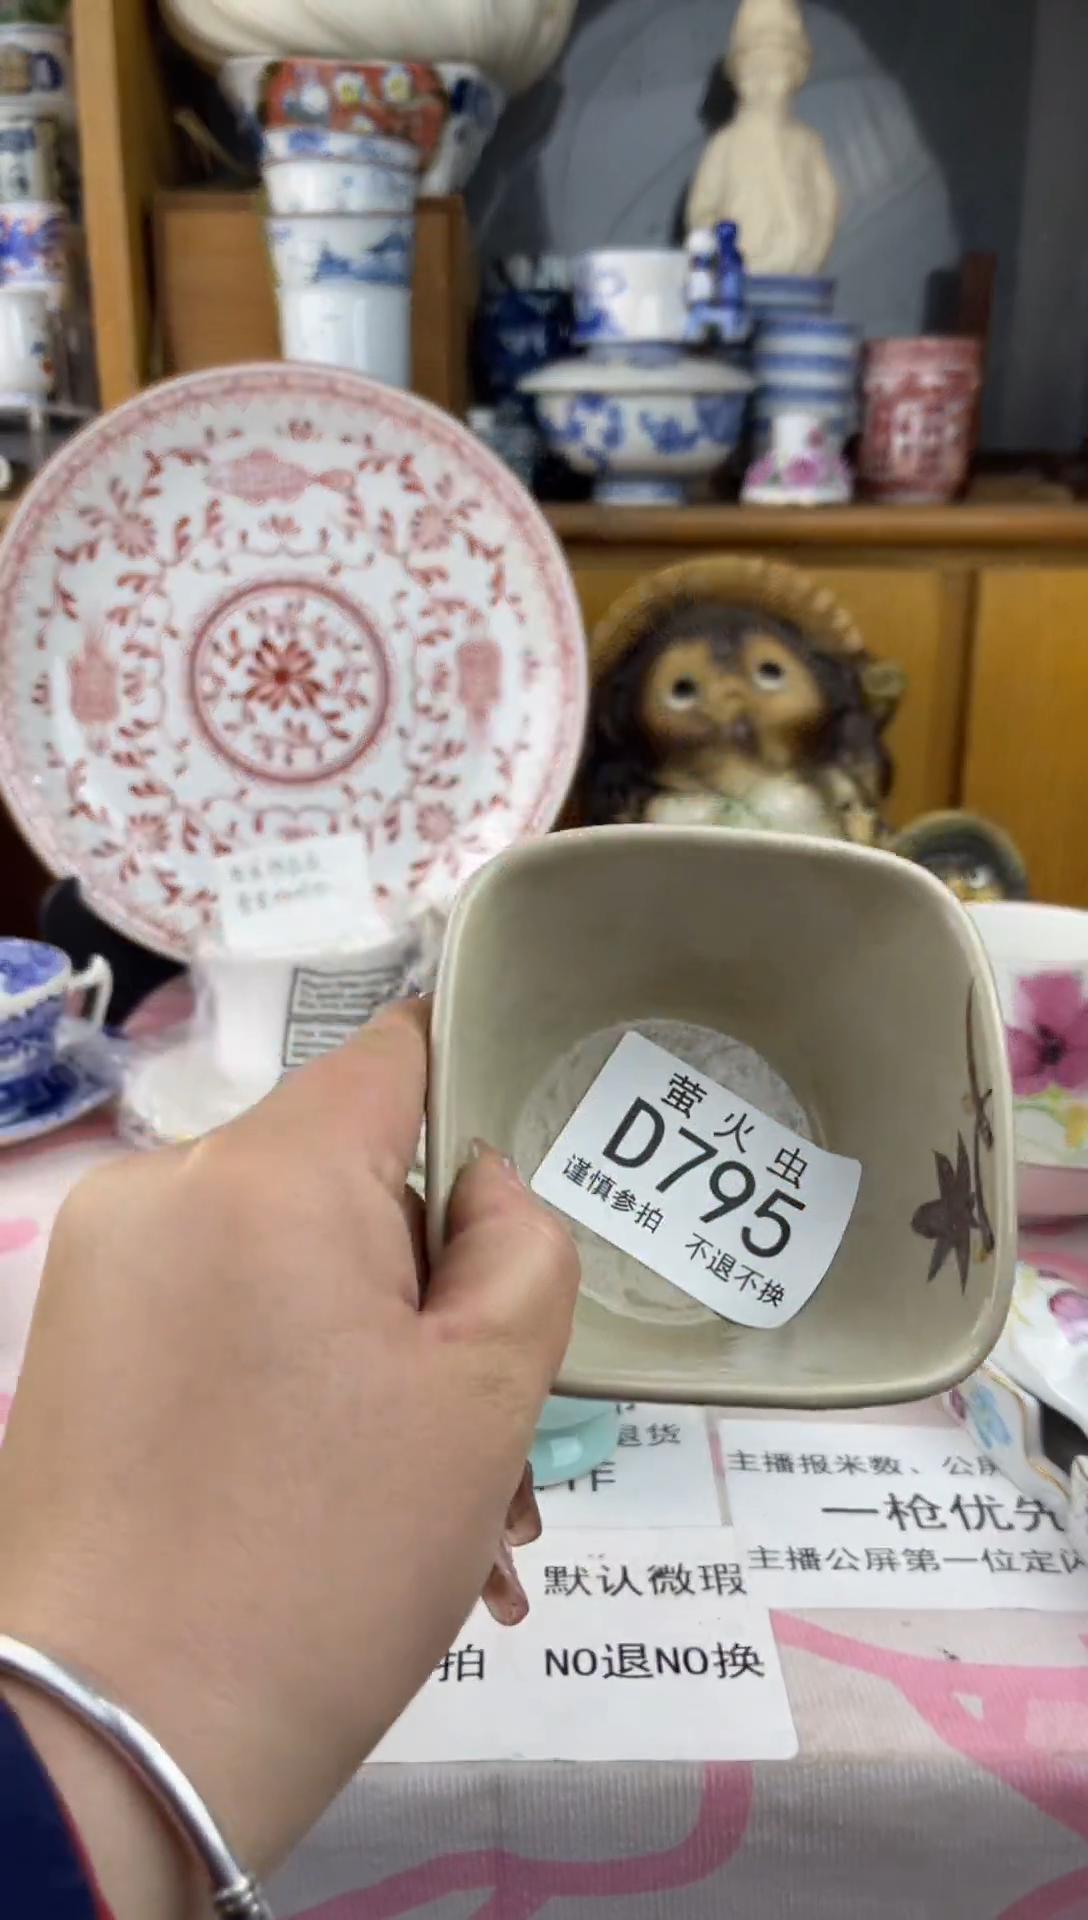 萤火虫
D795
谨慎参拍 不退不换
退货
主播报米数、公屏
一枪优先
主播公屏第一位定
默认微瑕
拍 NO退NO换